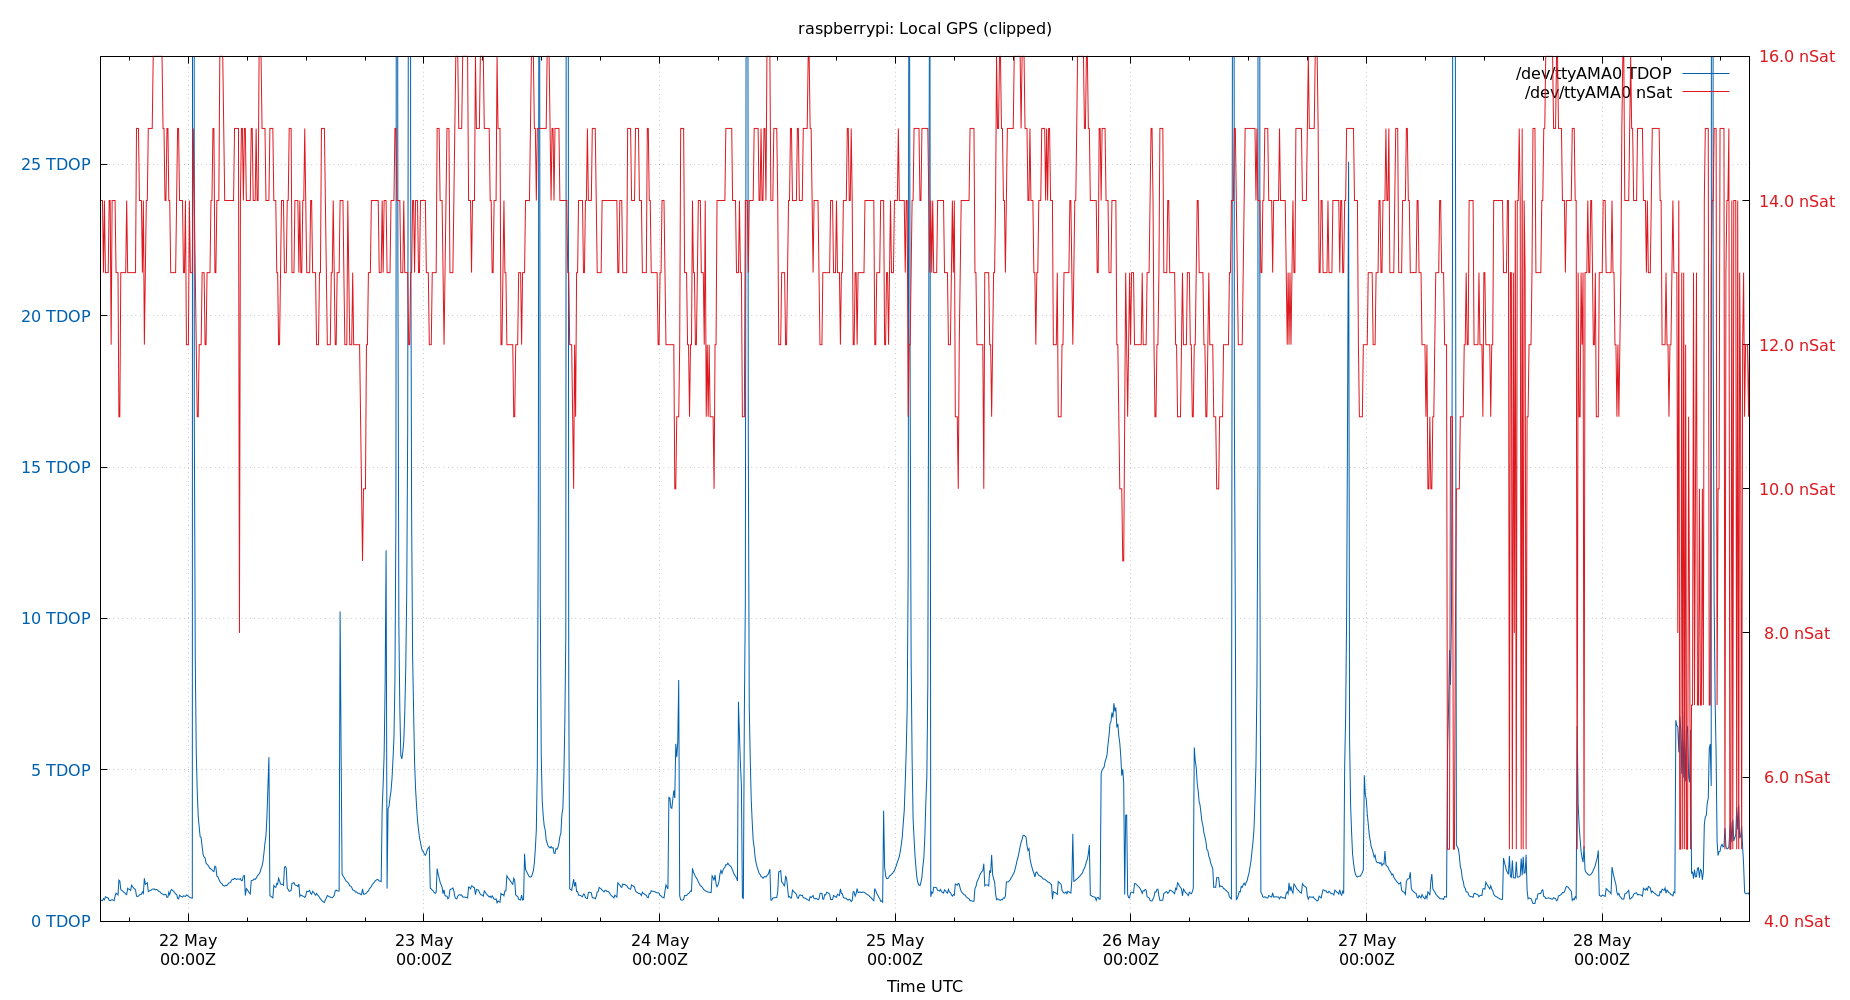 raspberrypi: Local GPS (clipped)
16.0 nSat
/dev/ttyAMA0 TDOP
/dev/ttyAMA0 nSat
25 TDOP
14.0 nSat
20 TDOP
12.0 nSat
15 TDOP
10.0 nSat
10 TDOP
8.0 nSat
5 TDOP
6.0 nSat
0 TDOP
4.0 nSat
22 May 23 May 24 May 25 May 26 May 27 May 28 May
00:00Z 00:00Z 00:00Z 00:00Z 00:00Z 00:00Z 00:00Z
Time UTC